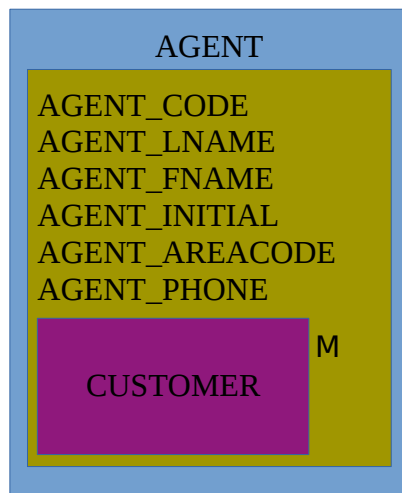 AGENT
AGENT_CODE
AGENT_LNAME
AGENT_FNAME
AGENT_INITIAL
AGENT_AREACODE
AGENT_PHONE
M
CUSTOMER